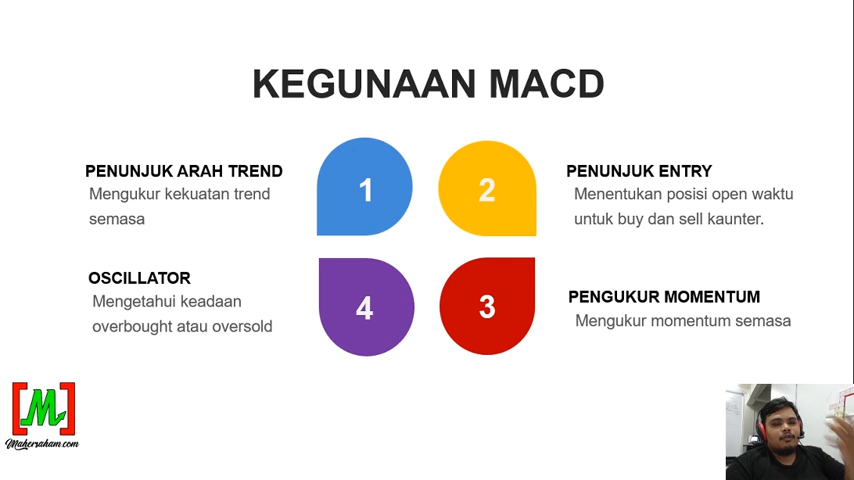 KEGUNAAN MACD
1
PENUNJUK ARAH TREND
Mengukur kekuatan trend
semasa
2
PENUNJUK ENTRY
Menentukan posisi open waktu
untuk buy dan sell kaunter.
3
PENGUKUR MOMENTUM
Mengukur momentum semasa
4
OSCILLATOR
Mengetahui keadaan
overbought atau oversold
[M]
Mahersaham.com